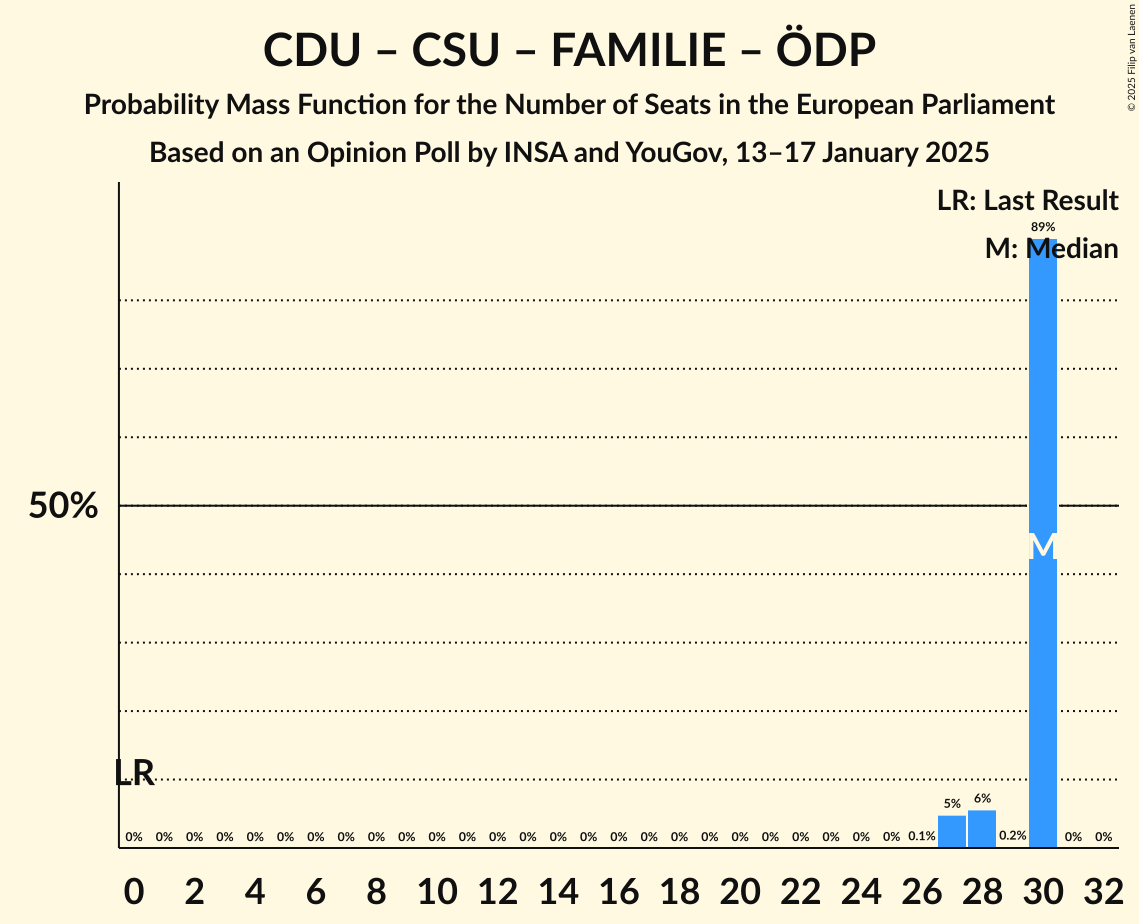 CDU – CSU – FAMILIE – ÖDP
Probability Mass Function for the Number of Seats in the European Parliament
Based on an Opinion Poll by INSA and YouGov, 13–17 January 2025
© 2025 Filip van Laenen
LR: Last Result
M: Median
89%
50%
M
LR
0% 0% 0% 0% 0% 0% 0% 0% 0% 0% 0% 0% 0% 0% 0% 0% 0% 0% 0% 0% 0% 0% 0% 0% 0% 0% 0.1% 5% 6% 0.2% 0% 0%
0 2 4 6 8 10 12 14 16 18 20 22 24 26 28 30 32